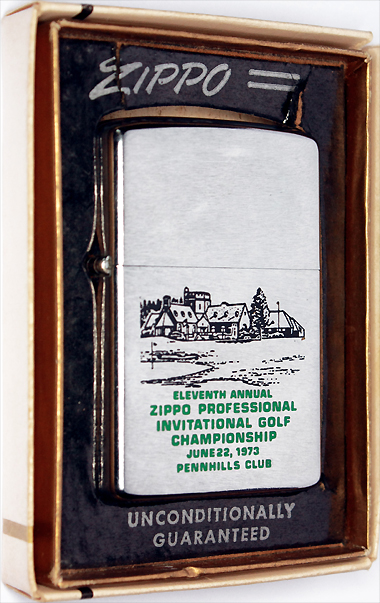 ZIPPO
ELEVENTH ANNUAL
ZIPPO PROFESSIONAL
INVITATIONAL GOLF
CHAMPIONSHIP
JUNE 22, 1973
PENNHILLS CLUB
UNCONDITIONALLY
GUARANTEED